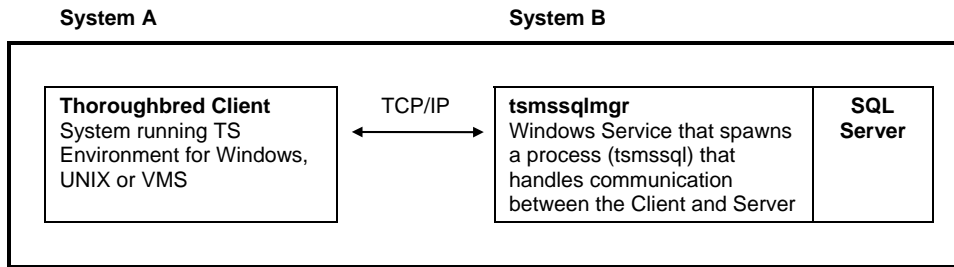 System A
System B
Thoroughbred Client
System running TS
Environment for Windows,
UNIX or VMS
TCP/IP
tsmssqlmgr
Windows Service that spawns
a process (tsmssql) that
handles communication
between the Client and Server
SQL
Server